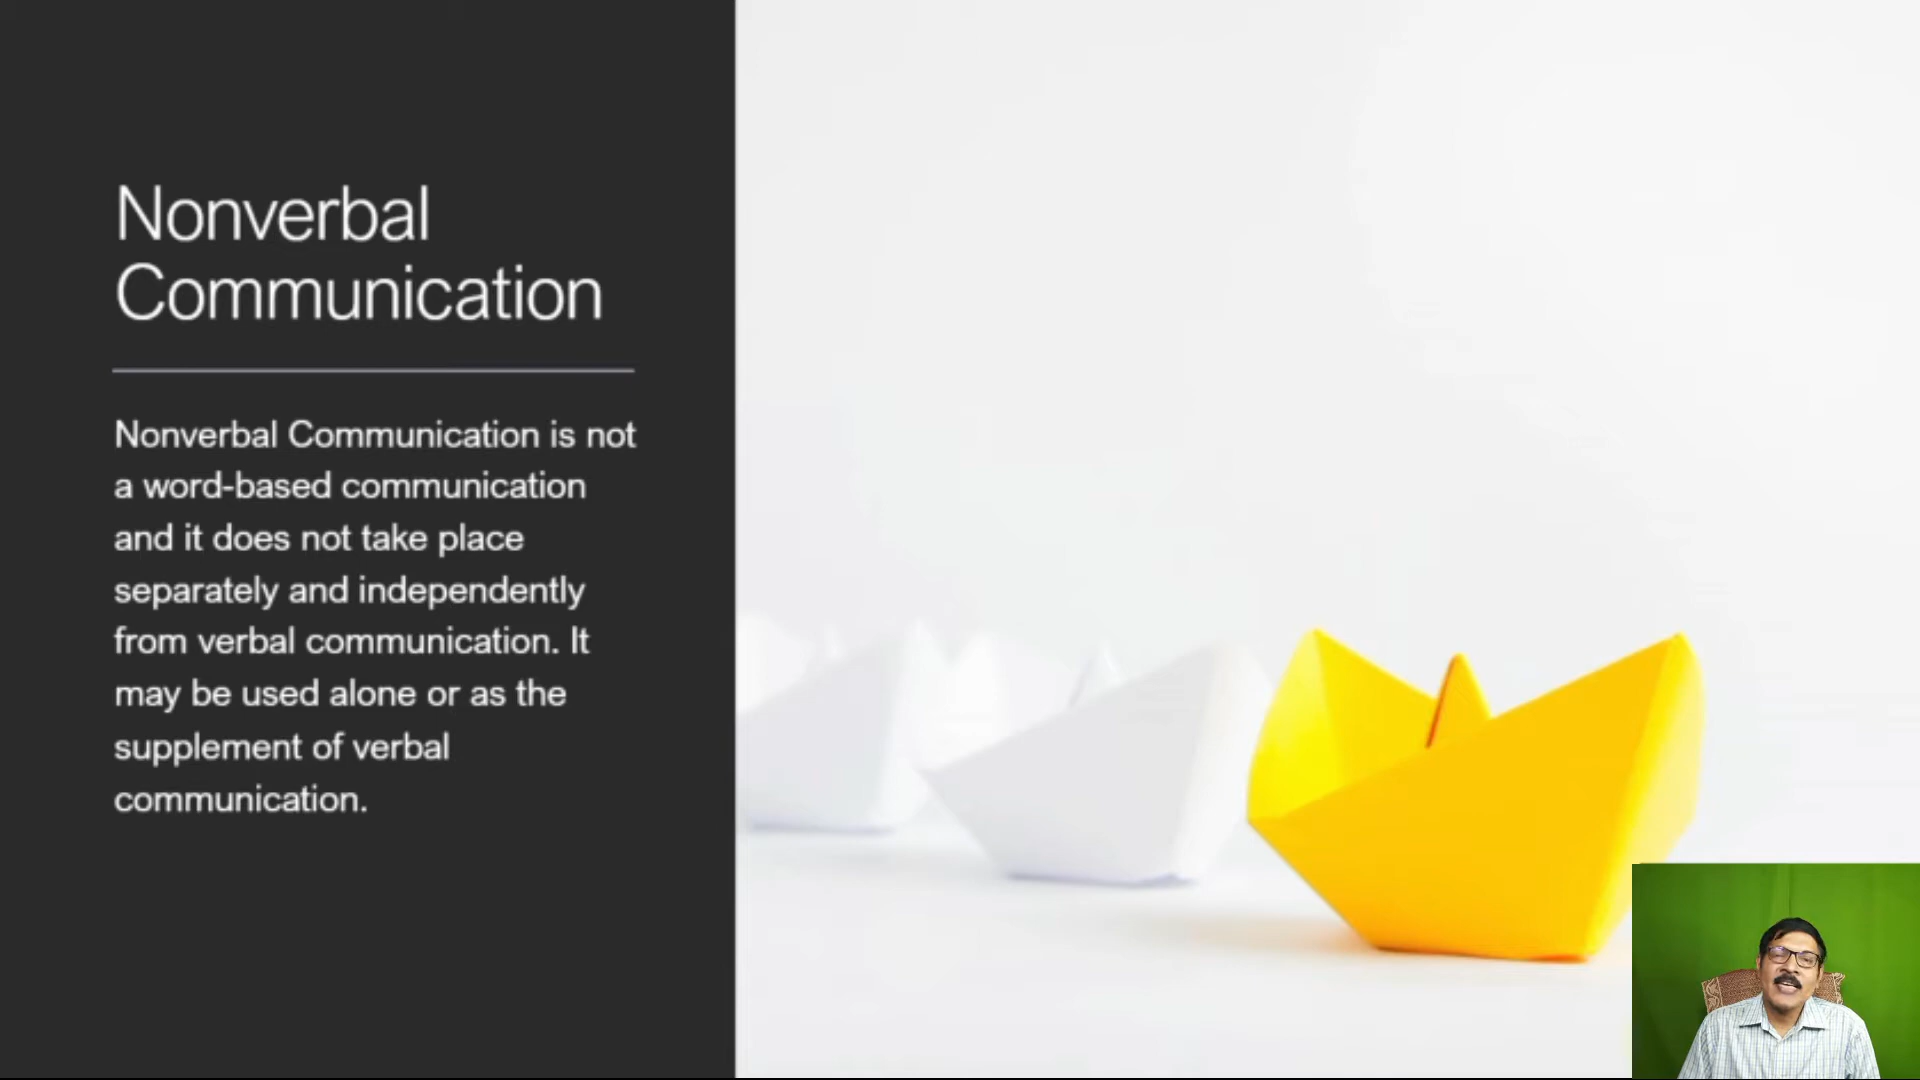 Nonverbal
Communication
Nonverbal Communication is not
a word-based communication
and it does not take place
separately and independently
from verbal communication. It
may be used alone or as the
supplement of verbal
communication.